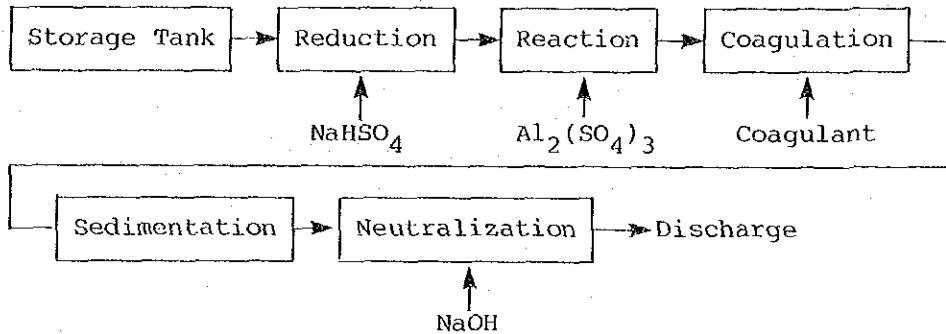 Storage Tank Reduction Reaction Coagulation
NaHSO4 Al2(SO4)3 Coagulant
Sedimentation Neutralization Discharge
NaOH